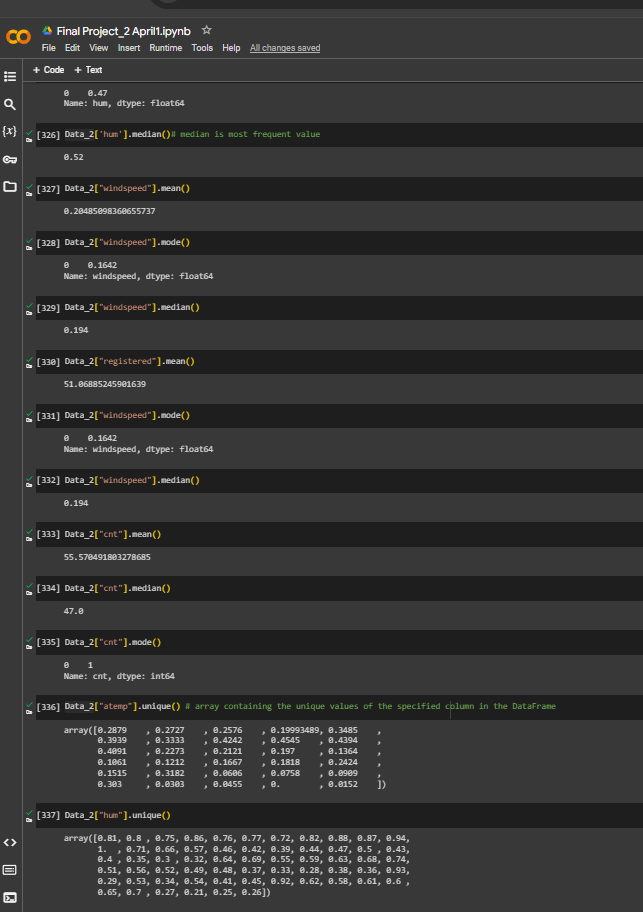 Final Project_2 April1.ipynb
File Edit View Insert Runtime Tools Help All changes saved
+ Code + Text
0 0.47
Name: hum, dtype: float64
[326] Data_2['hum'].median()# median is most frequent value
0.52
[327] Data_2["windspeed"].mean()
0.20485098360655737
[328] Data_2["windspeed"].mode()
0 0.1642
Name: windspeed, dtype: float64
[329] Data_2["windspeed"].median()
0.194
[330] Data_2["registered"].mean()
51.06885245901639
[331] Data_2["windspeed"].mode()
0 0.1642
Name: windspeed, dtype: float64
[332] Data_2["windspeed"].median()
0.194
[333] Data_2["cnt"].mean()
55.570491803278685
[334] Data_2["cnt"].median()
47.0
[335] Data_2["cnt"].mode()
0 1
Name: cnt, dtype: int64
[336] Data_2["atemp"].unique() # array containing the unique values of the specified column in the DataFrame
array([0.2879 , 0.2727 , 0.2576 , 0.19993489, 0.3485 ,
0.3939 , 0.3333 , 0.4242 , 0.4545 , 0.4394 ,
0.4091 , 0.2273 , 0.2121 , 0.197 , 0.1364 ,
0.1061 , 0.1212 , 0.1667 , 0.1818 , 0.2424 ,
0.1515 , 0.3182 , 0.0606 , 0.0758 , 0.0909 ,
0.303 , 0.0303 , 0.0455 , 0. , 0.0152 ])
[337] Data_2["hum"].unique()
array([0.81, 0.8 , 0.75, 0.86, 0.76, 0.77, 0.72, 0.82, 0.88, 0.87, 0.94,
1. , 0.71, 0.66, 0.57, 0.46, 0.42, 0.39, 0.44, 0.47, 0.5 , 0.43,
0.4 , 0.35, 0.3 , 0.32, 0.64, 0.69, 0.55, 0.59, 0.63, 0.68, 0.74,
0.51, 0.56, 0.52, 0.49, 0.48, 0.37, 0.33, 0.28, 0.38, 0.36, 0.93,
0.29, 0.53, 0.34, 0.54, 0.41, 0.45, 0.92, 0.62, 0.58, 0.61, 0.6 ,
0.65, 0.7 , 0.27, 0.21, 0.25, 0.26])